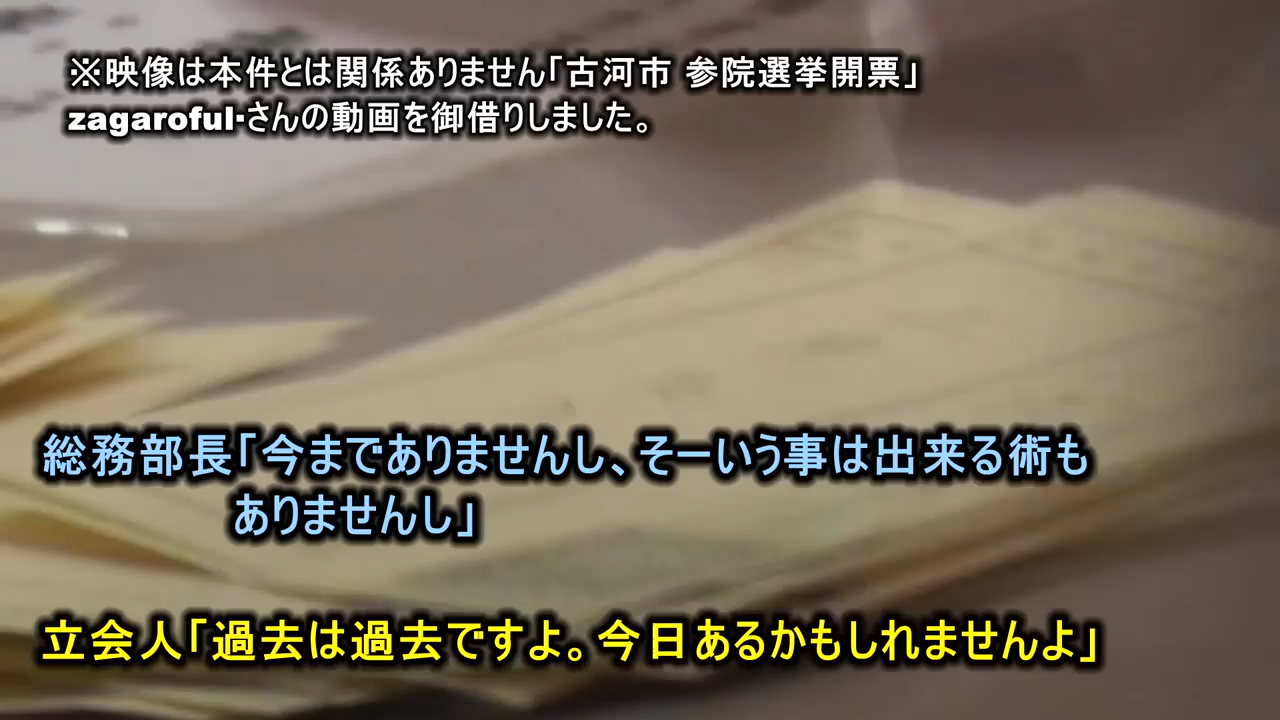 ※映像は本件とは関係ありません「古河市 参院選挙開票」
zagaroful･さんの動画を御借りしました。
総務部長「今までありませんし、そーいう事は出来る術も
ありませんし」
立会人「過去は過去ですよ。今日あるかもしれませんよ」